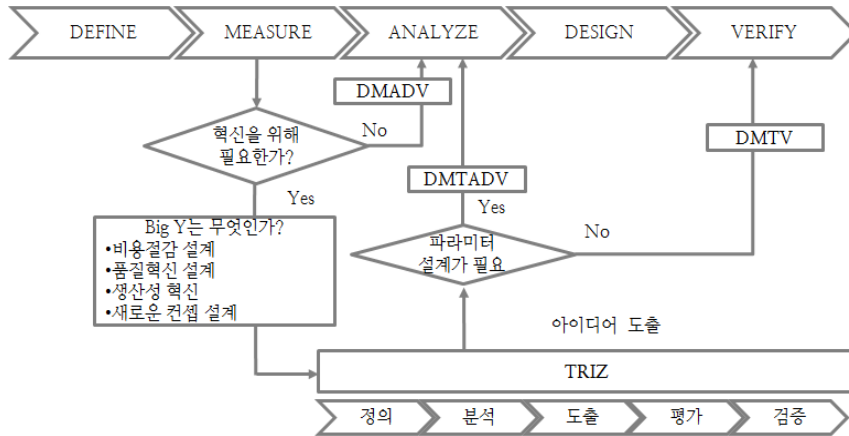 DEFINE
MEASURE
ANALYZE
DESIGN
VERIFY
DMADV
혁신을 위해
필요한가?
No
DMTV
DMTADV
Yes
Yes
Big Y는 무엇인가?
•비용절감 설계
•품질혁신 설계
•생산성 혁신
•새로운 컨셉 설계
파라미터
설계가 필요
No
아이디어 도출
TRIZ
정의
분석
도출
평가
검증